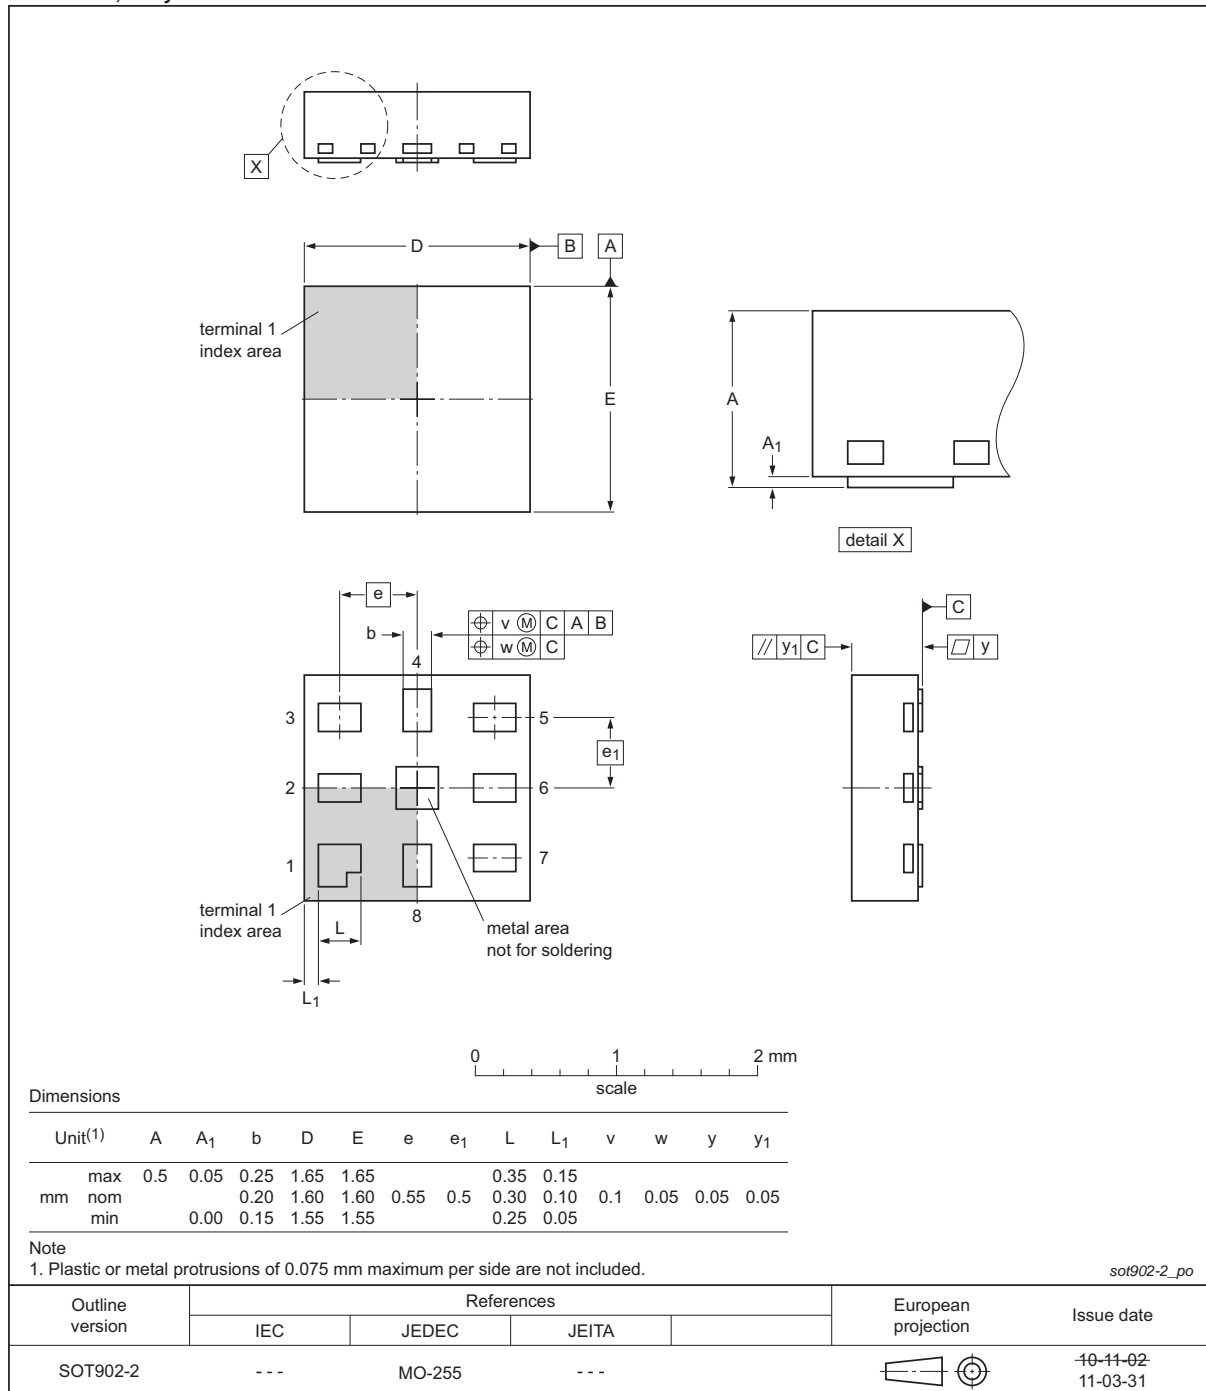 X
D
B
A
terminal 1
index area
E
A
A1
detail X
e
b
v M C A B
w M C
4
C
y1 C
y
3
5
e1
2
6
1
7
terminal 1
index area
L
8
metal area
not for soldering
L1
0 1 2 mm
scale
Dimensions
Unit(1) A A1 b D E e e1 L L1 v w y y1
max 0.5 0.05 0.25 1.65 1.65 0.35 0.15
mm nom 0.20 1.60 1.60 0.55 0.5 0.30 0.10 0.1 0.05 0.05 0.05
min 0.00 0.15 1.55 1.55 0.25 0.05
Note
1. Plastic or metal protrusions of 0.075 mm maximum per side are not included.
sot902-2_po
Outline
version
References
IEC JEDEC JEITA
European
projection
Issue date
SOT902-2 - - - MO-255 - - -
10-11-02
11-03-31